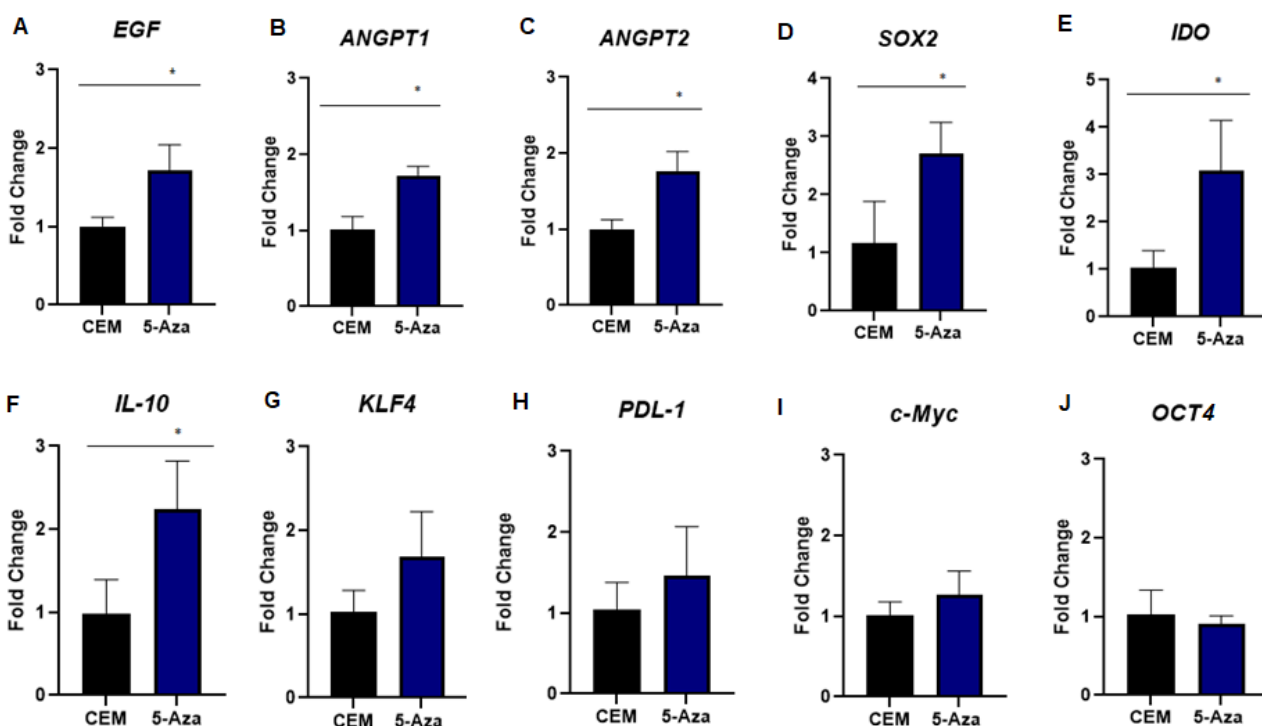 A
EGF
*
3
2
1
0
Fold Change
CEM 5-Aza
B
ANGPT1
*
3
2
1
0
Fold Change
CEM 5-Aza
C
ANGPT2
*
3
2
1
0
Fold Change
CEM 5-Aza
D
SOX2
*
4
3
2
1
0
Fold Change
CEM 5-Aza
E
IDO
*
5
4
3
2
1
0
Fold Change
CEM 5-Aza
F
IL-10
*
3
2
1
0
Fold Change
CEM 5-Aza
G
KLF4
3
2
1
0
Fold Change
CEM 5-Aza
H
PDL-1
3
2
1
0
Fold Change
CEM 5-Aza
I
c-Myc
3
2
1
0
Fold Change
CEM 5-Aza
J
OCT4
3
2
1
0
Fold Change
CEM 5-Aza